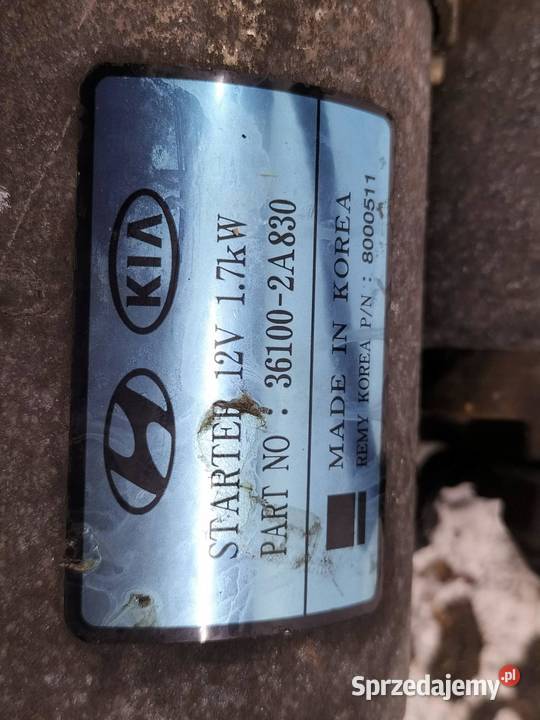 KIA
STARTER 12V 1.7kW
PART NO : 36100-2A830
MADE IN KOREA
REMY KOREA P/N : 8000511
Sprzedajemy.pl